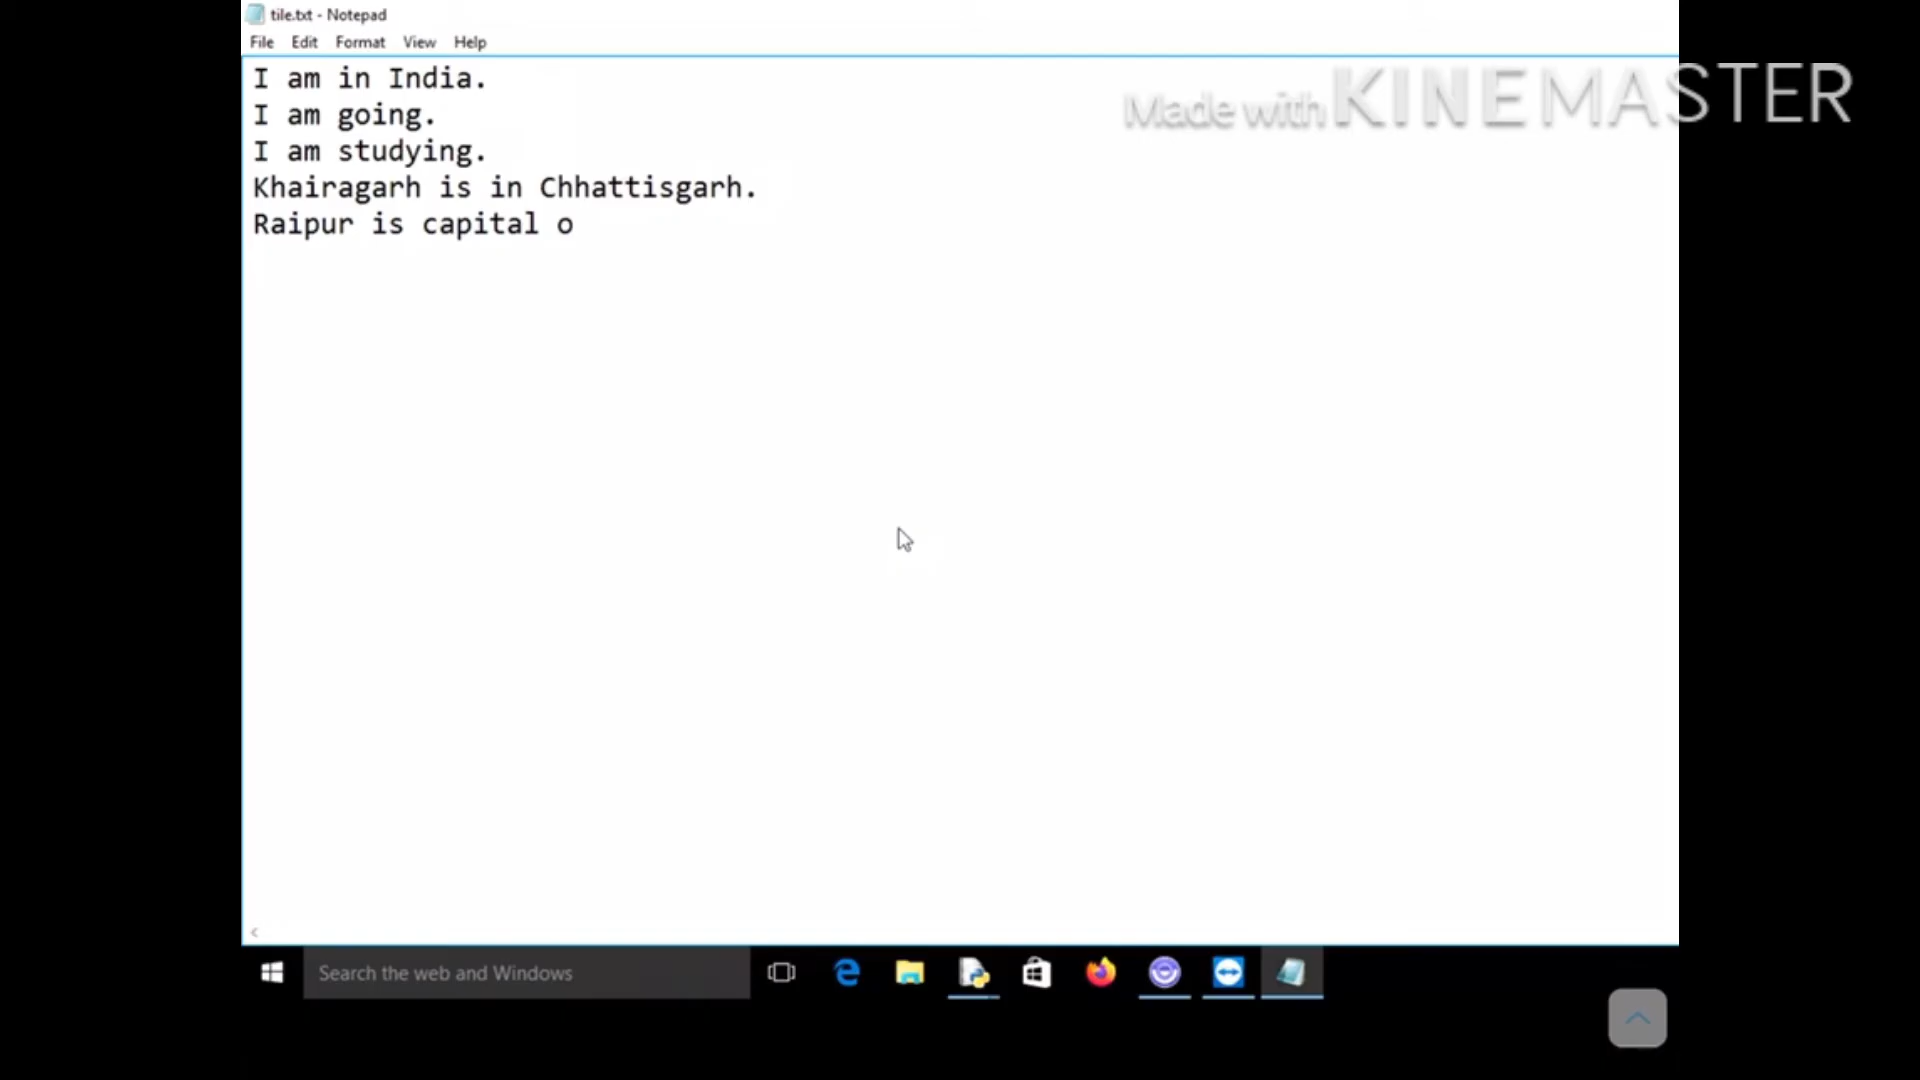 tile.txt - Notepad
File Edit Format View Help
I am in India.
I am going.
I am studying.
Khairagarh is in Chhattisgarh.
Raipur is capital o
Made with KINEMASTER
Search the web and Windows